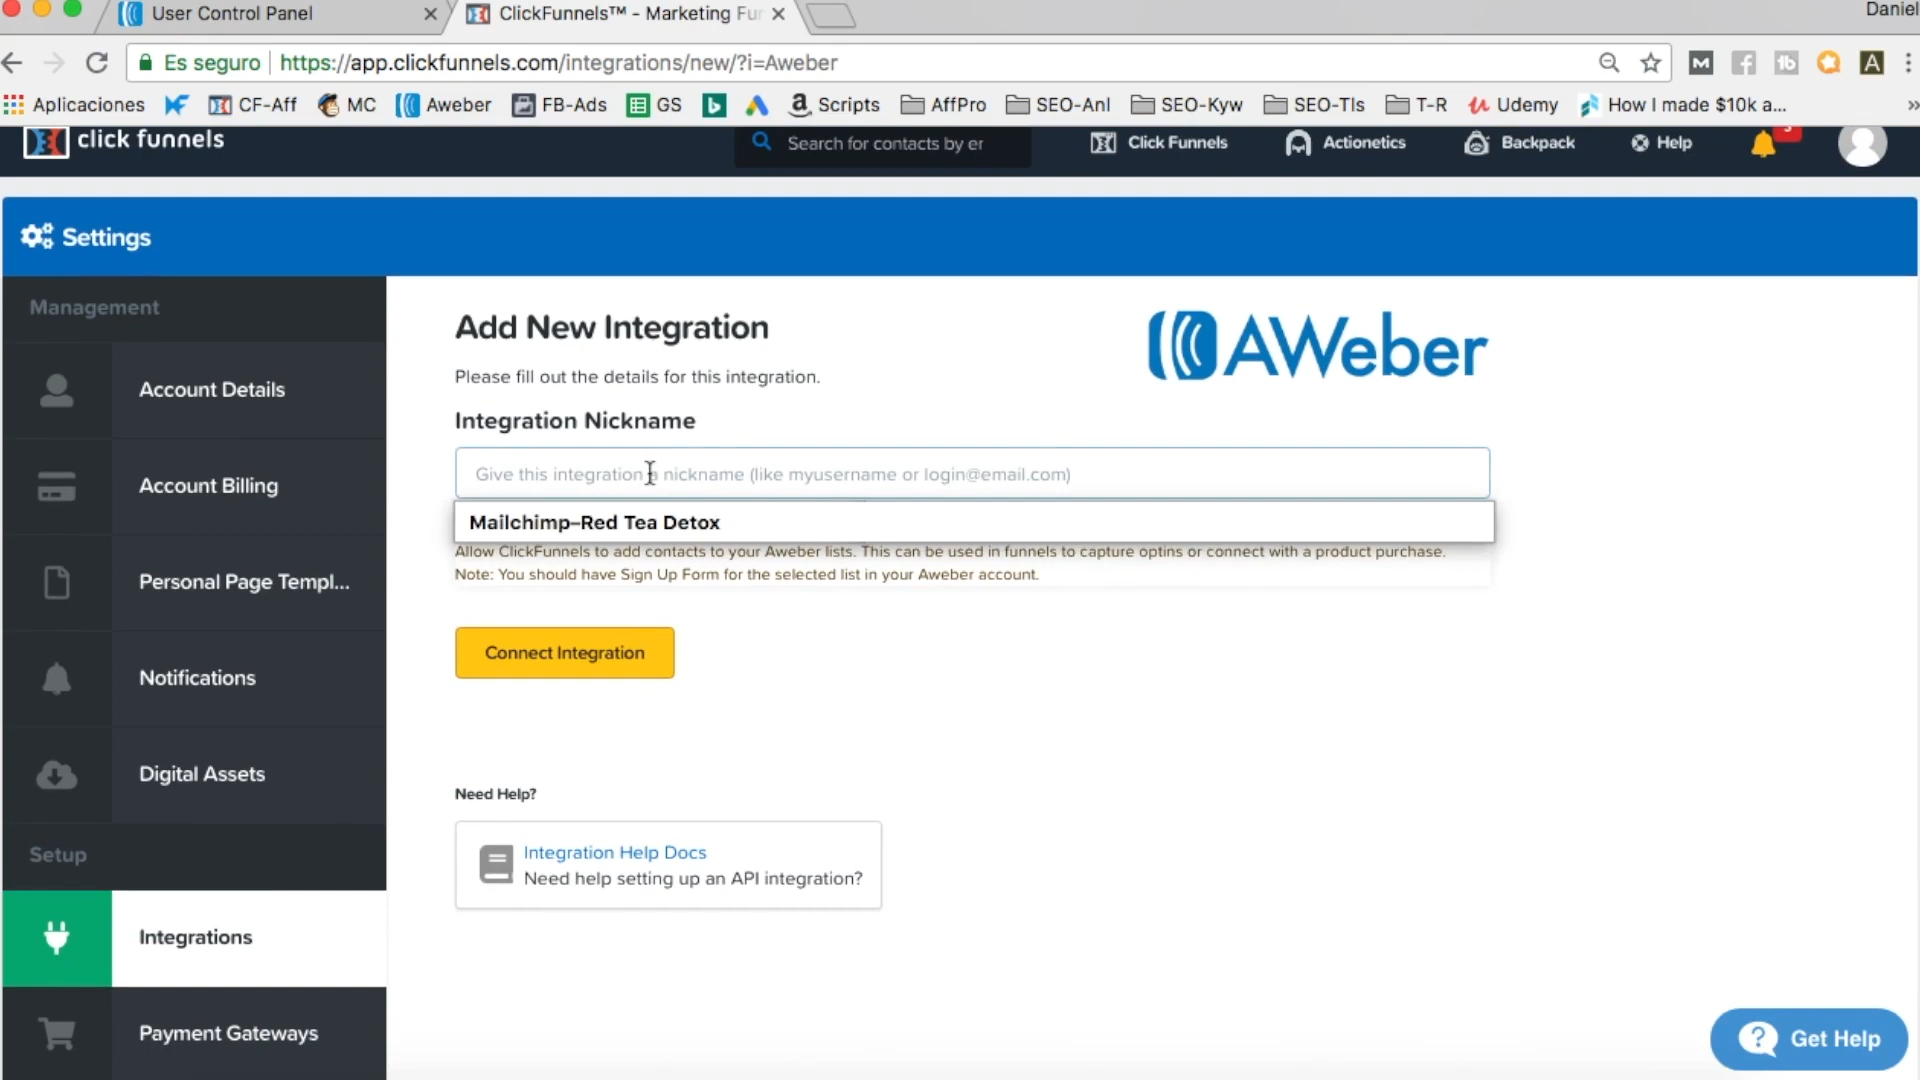 User Control Panel
ClickFunnels™ - Marketing Fu
Daniel
Es seguro https://app.clickfunnels.com/integrations/new/?i=Aweber
Aplicaciones CF-Aff MC Aweber FB-Ads GS Scripts AffPro SEO-Anl SEO-Kyw SEO-Tls T-R Udemy How I made $10k a...
click funnels
Search for contacts by er
Click Funnels
Actionetics
Backpack
Help
Settings
Management
Account Details
Account Billing
Personal Page Templ...
Notifications
Digital Assets
Setup
Integrations
Payment Gateways
Add New Integration
AWeber
Please fill out the details for this integration.
Integration Nickname
Give this integration a nickname (like myusername or login@email.com)
Mailchimp–Red Tea Detox
Allow ClickFunnels to add contacts to your Aweber lists. This can be used in funnels to capture optins or connect with a product purchase.
Note: You should have Sign Up Form for the selected list in your Aweber account.
Connect Integration
Need Help?
Integration Help Docs
Need help setting up an API integration?
Get Help